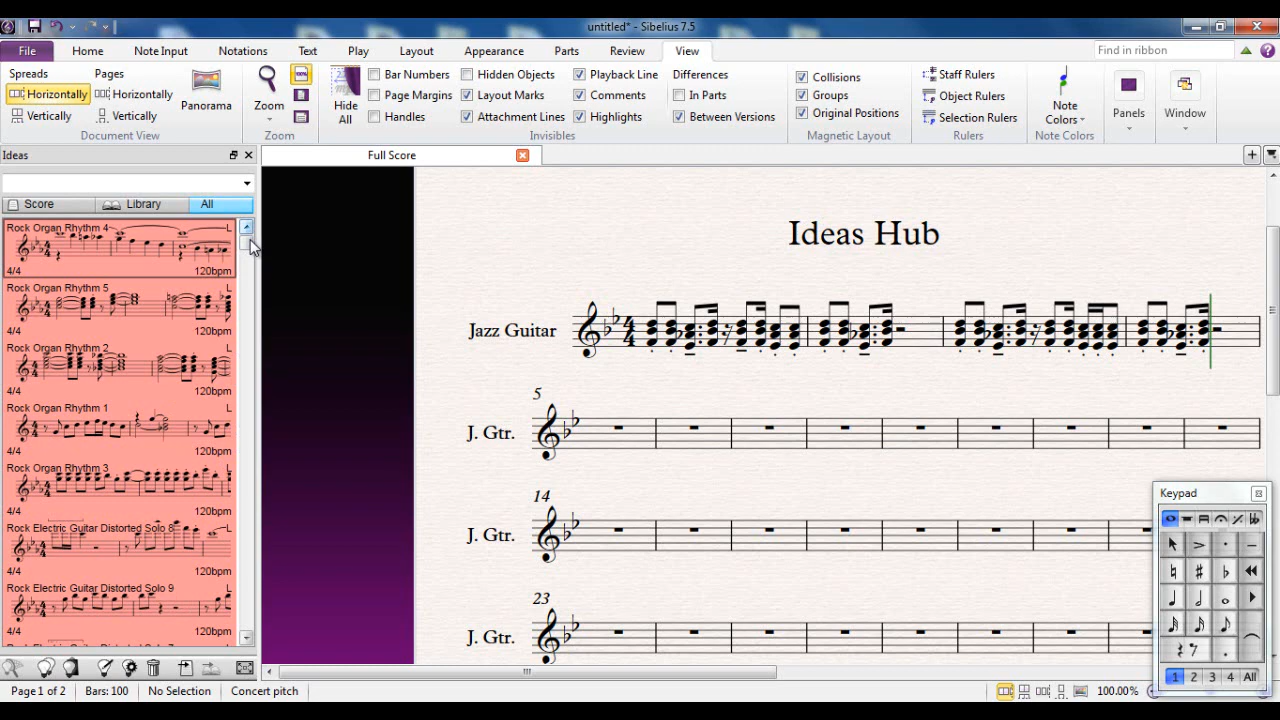 untitled* - Sibelius 7.5
File Home Note Input Notations Text Play Layout Appearance Parts Review View Find in ribbon
Spreads Pages
Horizontally Horizontally
Vertically Vertically
Panorama
Document View
Zoom
Zoom
Hide
All
Bar Numbers Hidden Objects Playback Line
Page Margins Layout Marks Comments
Handles Attachment Lines Highlights
Differences
In Parts
Between Versions
Invisibles
Collisions
Groups
Original Positions
Magnetic Layout
Staff Rulers
Object Rulers
Selection Rulers
Rulers
Note
Colors
Note Colors
Panels
Window
Ideas
Full Score
Score Library All
Rock Organ Rhythm 4 L
4/4 120bpm
Rock Organ Rhythm 5 L
4/4 120bpm
Rock Organ Rhythm 2 L
4/4 120bpm
Rock Organ Rhythm 1 L
4/4 120bpm
Rock Organ Rhythm 3 L
4/4 120bpm
Rock Electric Guitar Distorted Solo 8 L
4/4 120bpm
Rock Electric Guitar Distorted Solo 9 L
4/4 120bpm
Ideas Hub
Jazz Guitar
5
J. Gtr.
14
J. Gtr.
23
J. Gtr.
Keypad
1 2 3 4 All
Page 1 of 2 Bars: 100 No Selection Concert pitch 100.00%